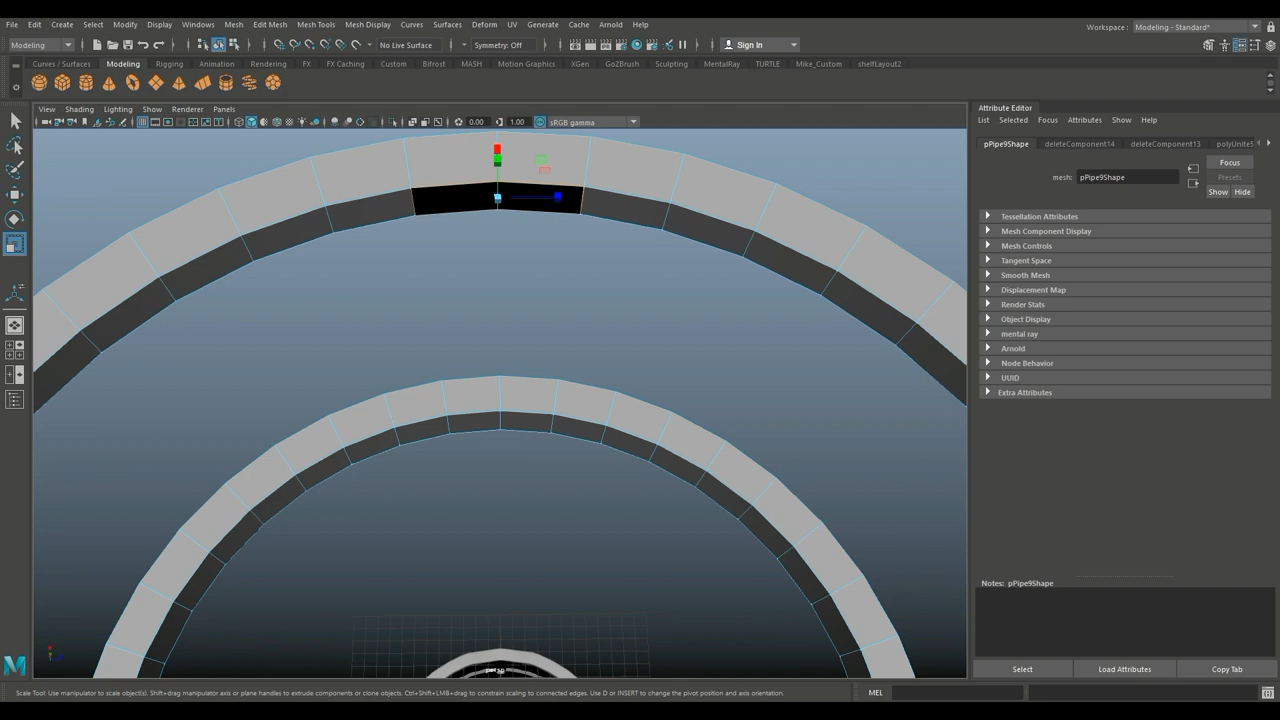 File Edit Create Select Modify Display Windows Mesh Edit Mesh Mesh Tools Mesh Display Curves Surfaces Deform UV Generate Cache Arnold Help
Workspace : Modeling - Standard*
Modeling No Live Surface Symmetry: Off Sign In
Curves / Surfaces Modeling Rigging Animation Rendering FX FX Caching Custom Bifrost MASH Motion Graphics XGen GoZBrush Sculpting MentalRay TURTLE Mike_Custom shelfLayout2
View Shading Lighting Show Renderer Panels
0.00 1.00 sRGB gamma
Attribute Editor
List Selected Focus Attributes Show Help
pPipe9Shape deleteComponent14 deleteComponent13 polyUnite5
Focus
mesh: pPipe9Shape
Presets
Show Hide
Tessellation Attributes
Mesh Component Display
Mesh Controls
Tangent Space
Smooth Mesh
Displacement Map
Render Stats
Object Display
mental ray
Arnold
Node Behavior
UUID
Extra Attributes
Notes: pPipe9Shape
persp
Select Load Attributes Copy Tab
Scale Tool: Use manipulator to scale object(s). Shift+drag manipulator axis or plane handles to extrude components or clone objects. Ctrl+Shift+LMB+drag to constrain scaling to connected edges. Use D or INSERT to change the pivot position and axis orientation.
MEL